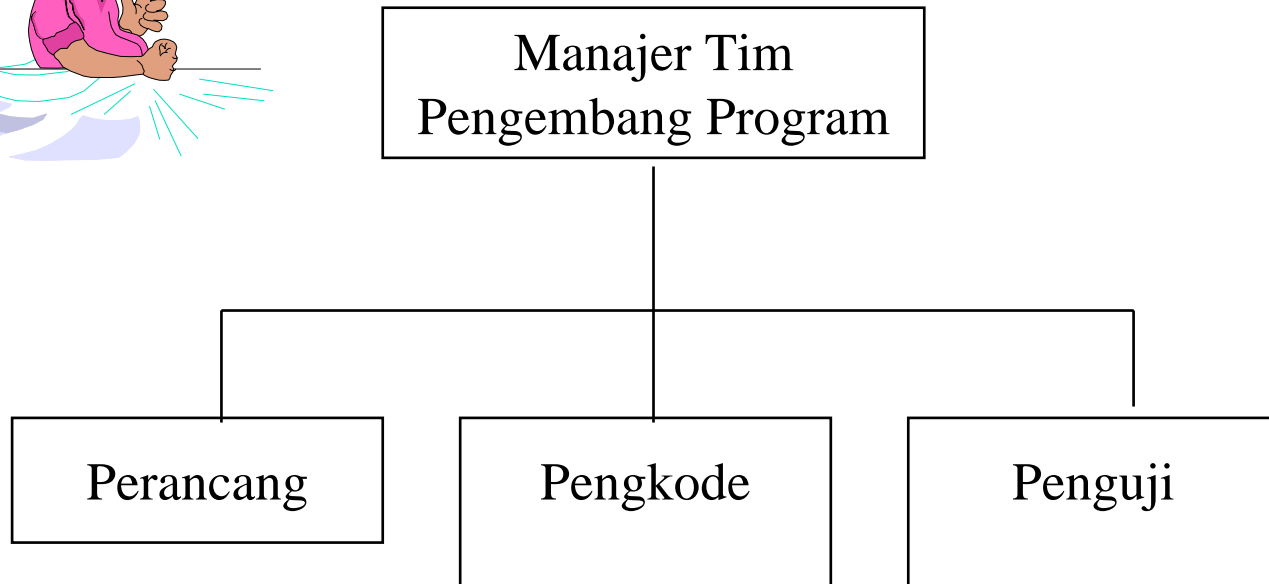 Manajer Tim
Pengembang Program
Perancang
Pengkode
Penguji